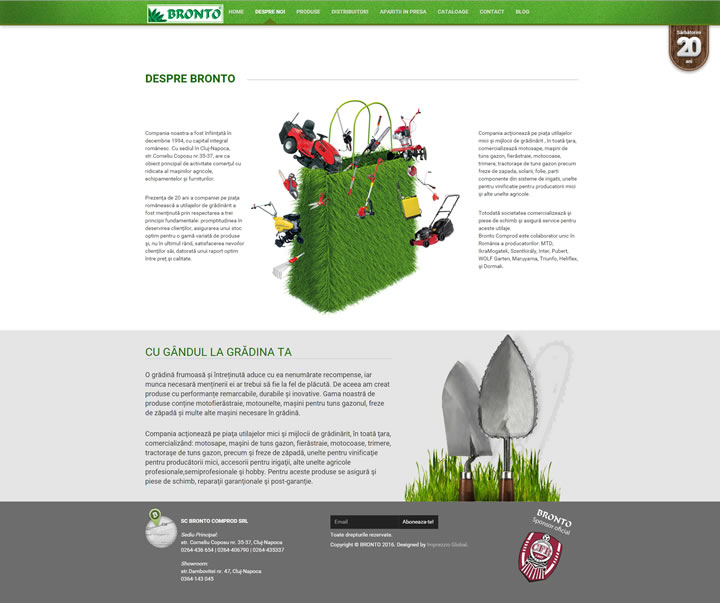 BRONTO
HOME DESPRE NOI PRODUSE DISTRIBUITORI APARITII IN PRESA CATALOAGE CONTACT BLOG
Sărbătorim
20
ani
DESPRE BRONTO
Compania noastra a fost înfiinţată în
decembrie 1994, cu capital integral
românesc. Cu sediul în Cluj-Napoca,
str.Corneliu Coposu nr.35-37, are ca
obiect principal de activitate comerţul cu
ridicata al maşinilor agricole,
echipamentelor şi furniturilor.
Prezenţa de 20 ani a companiei pe piaţa
românească a utilajelor de grădinărit a
fost menţinută prin respectarea a trei
principii fundamentale: promptitudinea în
deservirea clienţilor, asigurarea unui stoc
optim pentru o gamă variată de produse
şi, nu în ultimul rând, satisfacerea nevoilor
clienţilor săi, datorată unui raport optim
între preţ şi calitate.
Compania acţionează pe piaţa utilajelor
mici şi mijlocii de grădinărit , în toată ţara,
comercializează motosape, maşini de
tuns gazon, fierăstraie, motocoase,
trimere, tractoraşe de tuns gazon precum
freze de zapada, solarii, folie, parti
componente din sisteme de irigatii, unelte
pentru vinificatie pentru producatorii mici
şi alte unelte agricole.
Totodată societatea comercializează şi
piese de schimb şi asigură service pentru
aceste utilaje.
Bronto Comprod este colaborator unic în
România a producatorilor: MTD,
IkraMogatek, Szentkirály, Inter, Pubert,
WOLF Garten, Maruyama, Triunfo, Heliflex,
şi Dormak.
CU GÂNDUL LA GRĂDINA TA
O grădină frumoasă și întreținută aduce cu ea nenumărate recompense, iar
munca necesară menținerii ei ar trebui să fie la fel de plăcută. De aceea am creat
produse cu performanțe remarcabile, durabile și inovative. Gama noastră de
produse conține motofierăstraie, motounelte, mașini pentru tuns gazonul, freze
de zăpadă și multe alte mașini necesare în grădină.
Compania acţionează pe piaţa utilajelor mici şi mijlocii de grădinărit, în toată ţara,
comercializând: motosape, maşini de tuns gazon, fierăstraie, motocoase, trimere,
tractoraşe de tuns gazon, precum şi freze de zăpadă, unelte pentru vinificaţie
pentru producătorii mici, accesorii pentru irigaţii, alte unelte agricole
profesionale,semiprofesionale şi hobby. Pentru aceste produse se asigură şi
piese de schimb, reparaţii garanţionale şi post-garanţie.
B
SC BRONTO COMPROD SRL
Sediu Principal:
str. Corneliu Coposu nr. 35-37, Cluj-Napoca
0264-436 654 | 0264-406790 | 0264-435337
Showroom:
str.Dambovitei nr. 47, Cluj-Napoca
0364-143 045
Email Aboneaza-te!
Toate drepturile rezervate.
Copyright © BRONTO 2016. Designed by Imprezzio Global.
BRONTO
Sponsor oficial
CFR